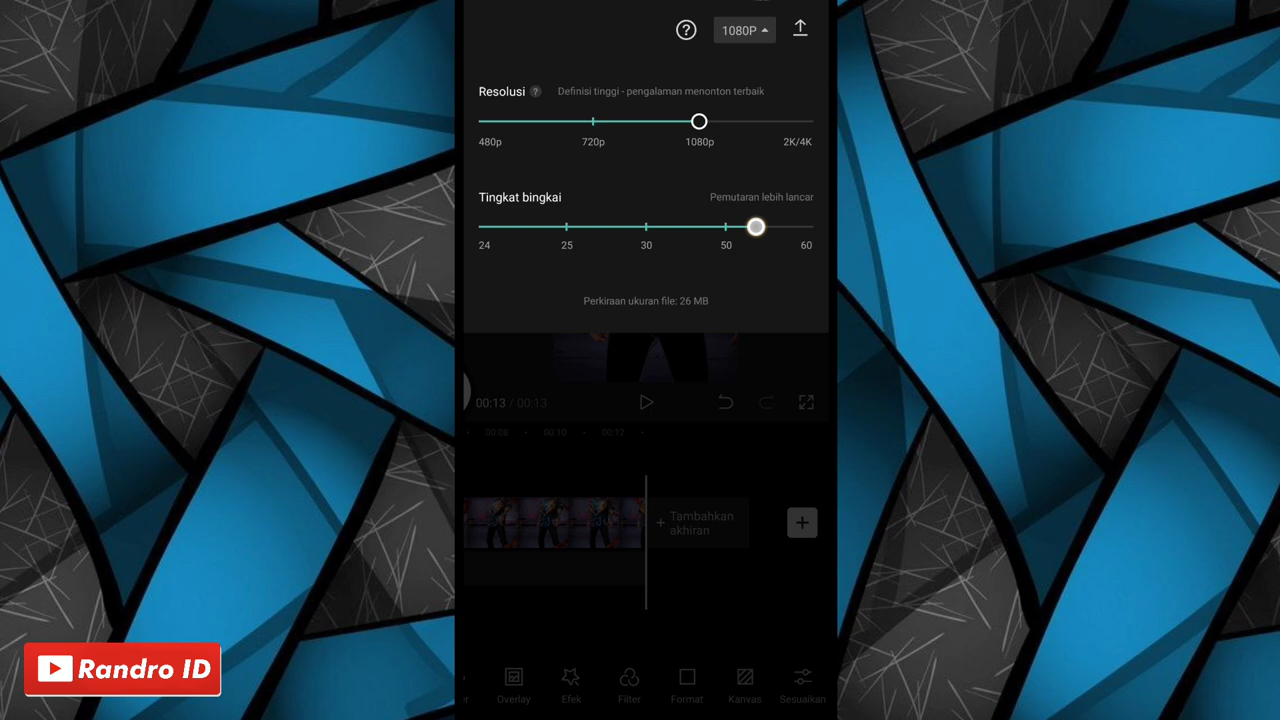 1080P
Resolusi ? Definisi tinggi - pengalaman menonton terbaik
480p 720p 1080p 2K/4K
Tingkat bingkai Pemutaran lebih lancar
24 25 30 50 60
Perkiraan ukuran file: 26 MB
00:13 / 00:13
00:08 00:10 00:12
+ Tambahkan
akhiran
Randro ID
Overlay Efek Filter Format Kanvas Sesuaikan